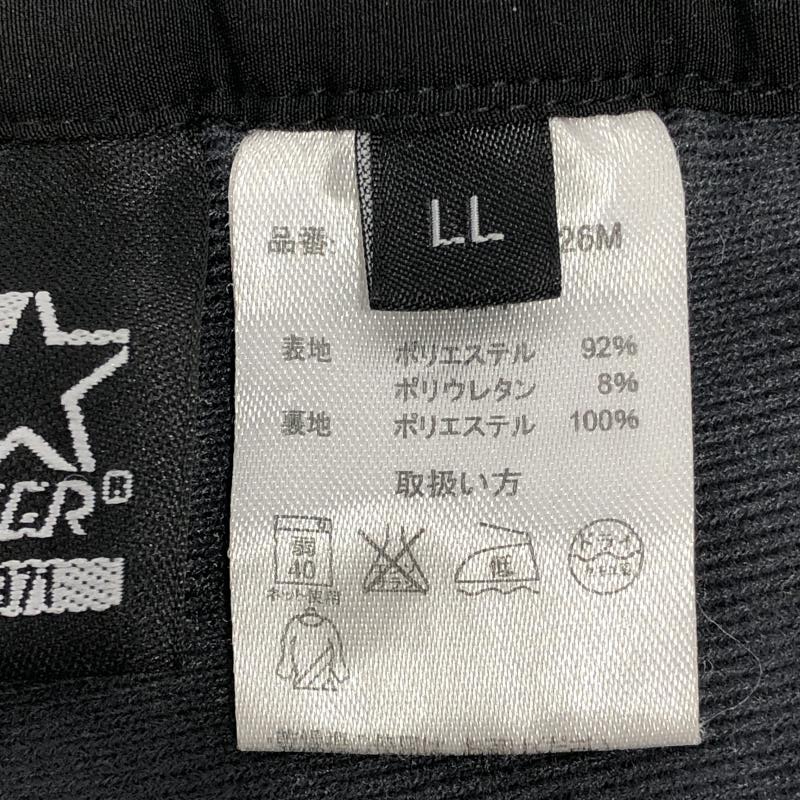 LL
品番: 26M
表地 ポリエステル 92%
ポリウレタン 8%
裏地 ポリエステル 100%
取扱い方
弱 40 低 ドライ
ネット使用
ER®